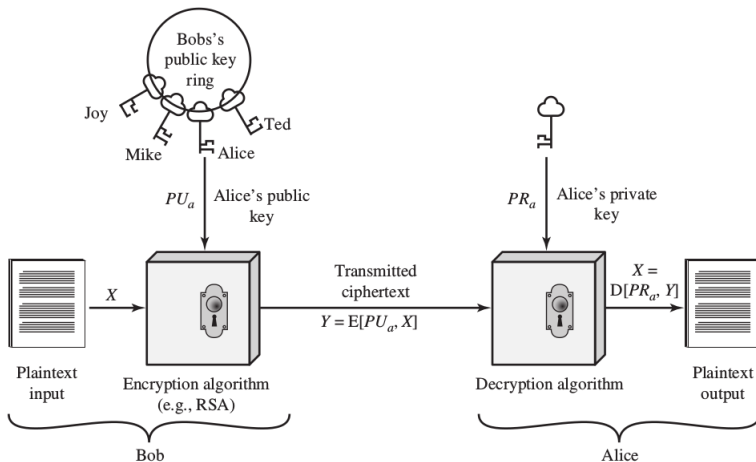 Bobs's
public key
ring
Joy
Mike
Alice
Ted
PUa
Alice's public
key
PRa
Alice's private
key
X
Transmitted
ciphertext
Y = E[PUa, X]
X =
D[PRa, Y]
Plaintext
input
Encryption algorithm
(e.g., RSA)
Decryption algorithm
Plaintext
output
Bob
Alice